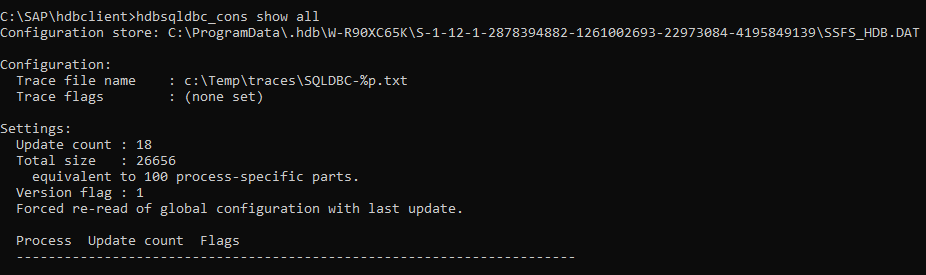 C:\SAP\hdbclient>hdbsqldbc_cons show all
Configuration store: C:\ProgramData\.hdb\W-R90XC65K\S-1-12-1-2878394882-1261002693-22973084-4195849139\SSFS_HDB.DAT
Configuration:
Trace file name    : c:\Temp\traces\SQLDBC-%p.txt
Trace flags        : (none set)
Settings:
Update count : 18
Total size   : 26656
equivalent to 100 process-specific parts.
Version flag : 1
Forced re-read of global configuration with last update.
Process  Update count  Flags
----------------------------------------------------------------------